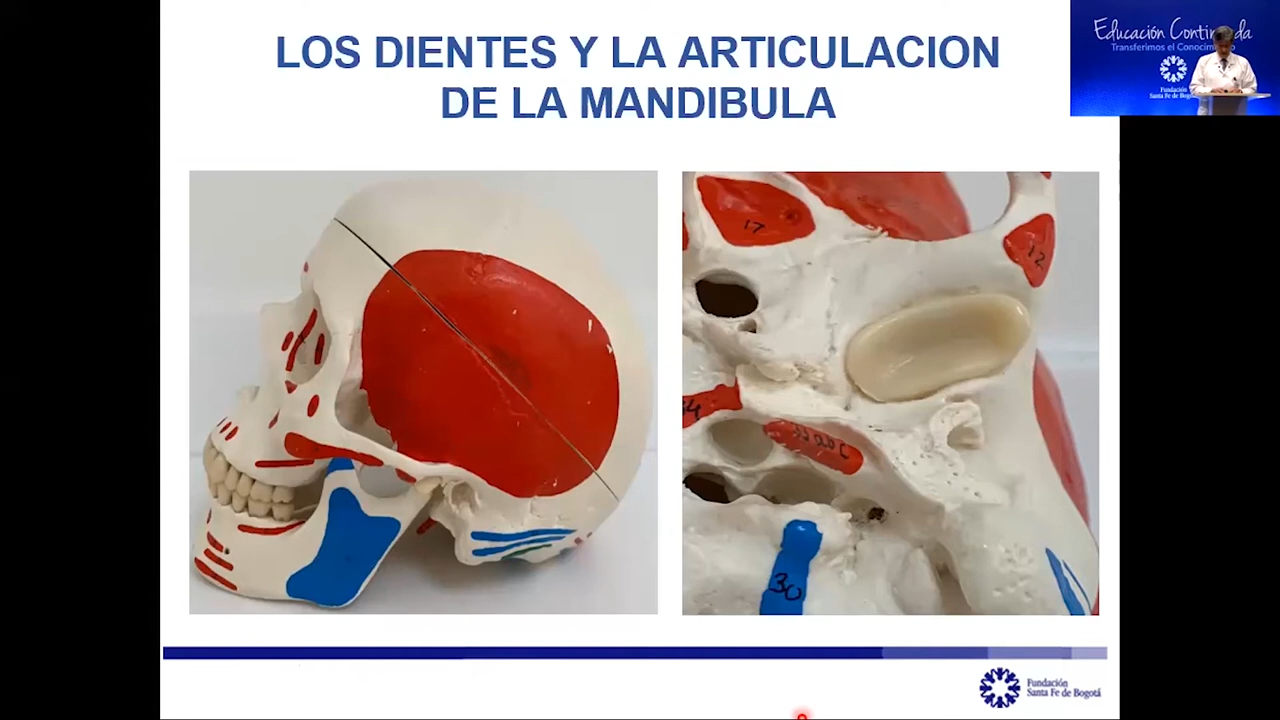 LOS DIENTES Y LA ARTICULACION
DE LA MANDIBULA
Educación Continuada
Transferimos el Conocimiento
Fundación
Santa Fe de Bogotá
17
12
30
Fundación
Santa Fe de Bogotá